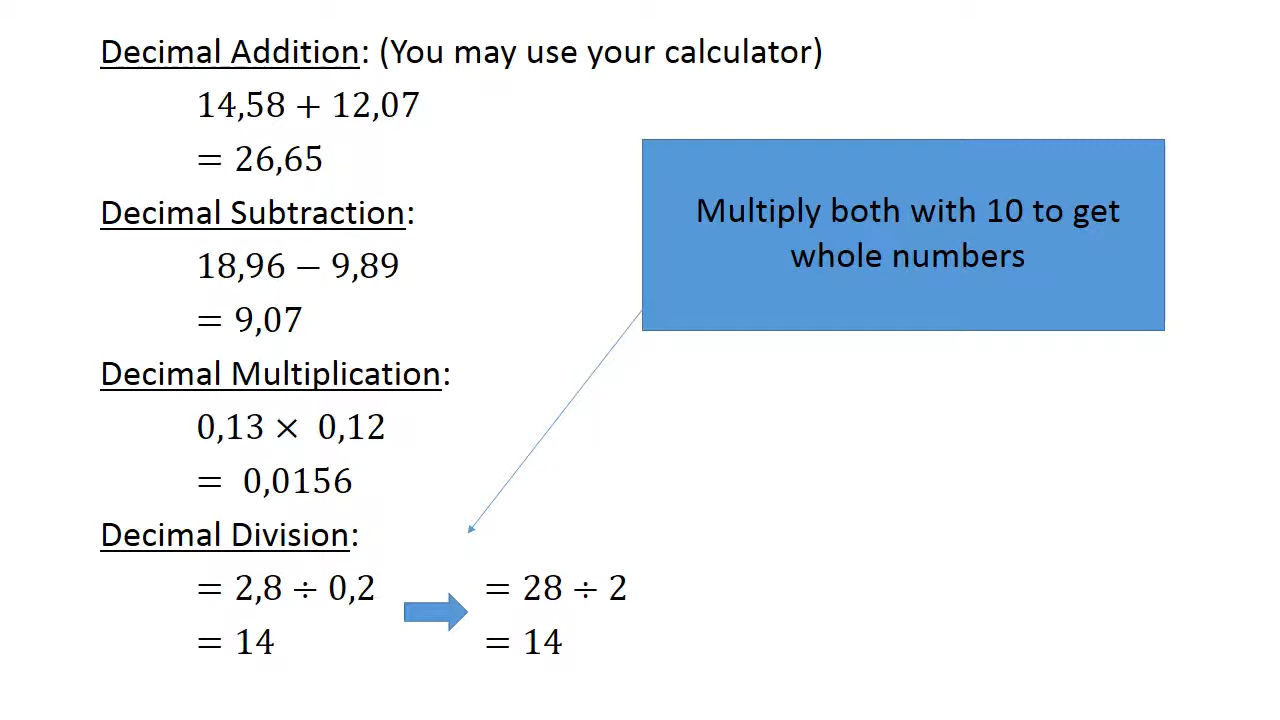 Decimal Addition: (You may use your calculator)
14,58 + 12,07
= 26,65
Decimal Subtraction:
18,96 − 9,89
= 9,07
Decimal Multiplication:
0,13 × 0,12
= 0,0156
Decimal Division:
= 2,8 ÷ 0,2
= 14
Multiply both with 10 to get
whole numbers
= 28 ÷ 2
= 14